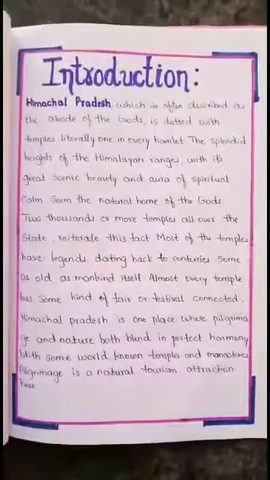 Introduction:
Himachal Pradesh, which is often described as
the abode of the Gods, is dotted with
temples literally one in every hamlet The splendid
heights of the Himalayan ranges, with its
great Scenic beauty and aura of spiritual
Calm Seem the natural home of the Gods
Two thousands or more temples all over the
State, reiterate this fact Most of the temples
have legends dating back to centuries Some
as old as mankind itself Almost every temple
has Some kind of fair or festival connected.
Himachal pradesh is one place where pilgrima
ge and nature both blend in perfect harmony
With some world known temples and monasteries
Pilgrimage is a natural tourism attraction
here